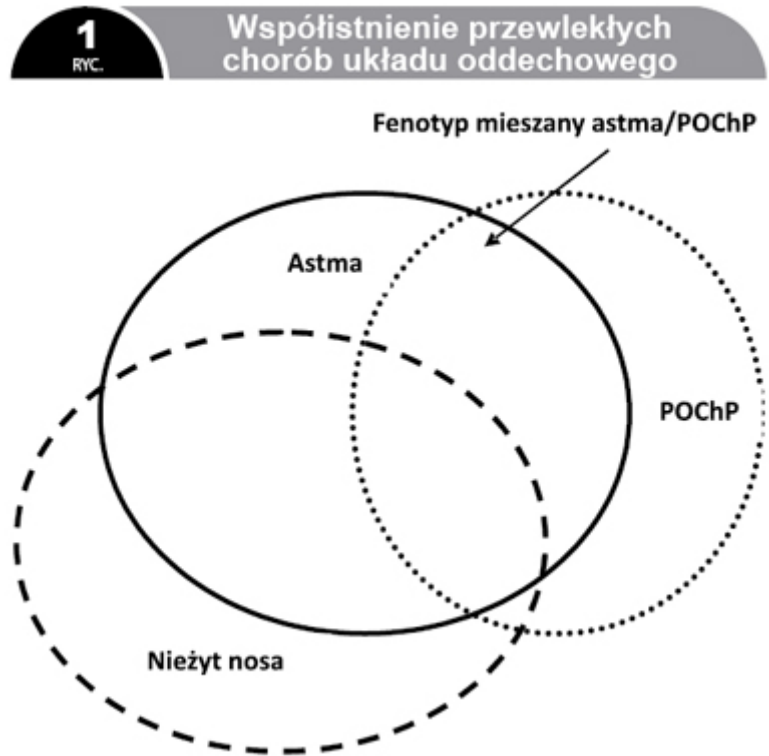 1
RYC.
Współistnienie przewlekłych
chorób układu oddechowego
Fenotyp mieszany astma/POChP
Astma
POChP
Nieżyt nosa